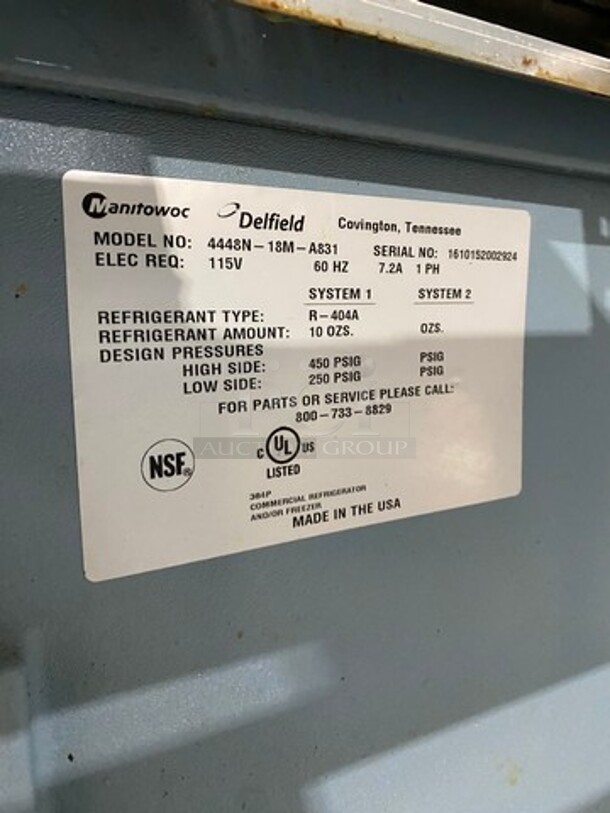 Manitowoc Delfield Covington, Tennessee
MODEL NO: 4448N-18M-A831 SERIAL NO: 1610152002924
ELEC REQ: 115V 60 HZ 7.2A 1 PH
SYSTEM 1 SYSTEM 2
REFRIGERANT TYPE: R-404A
REFRIGERANT AMOUNT: 10 OZS. OZS.
DESIGN PRESSURES
HIGH SIDE: 450 PSIG PSIG
LOW SIDE: 250 PSIG PSIG
FOR PARTS OR SERVICE PLEASE CALL:
800-733-8829
NSF® C UL US
LISTED
AUCTION GROUP
384P
COMMERCIAL REFRIGERATOR
AND/OR FREEZER
MADE IN THE USA